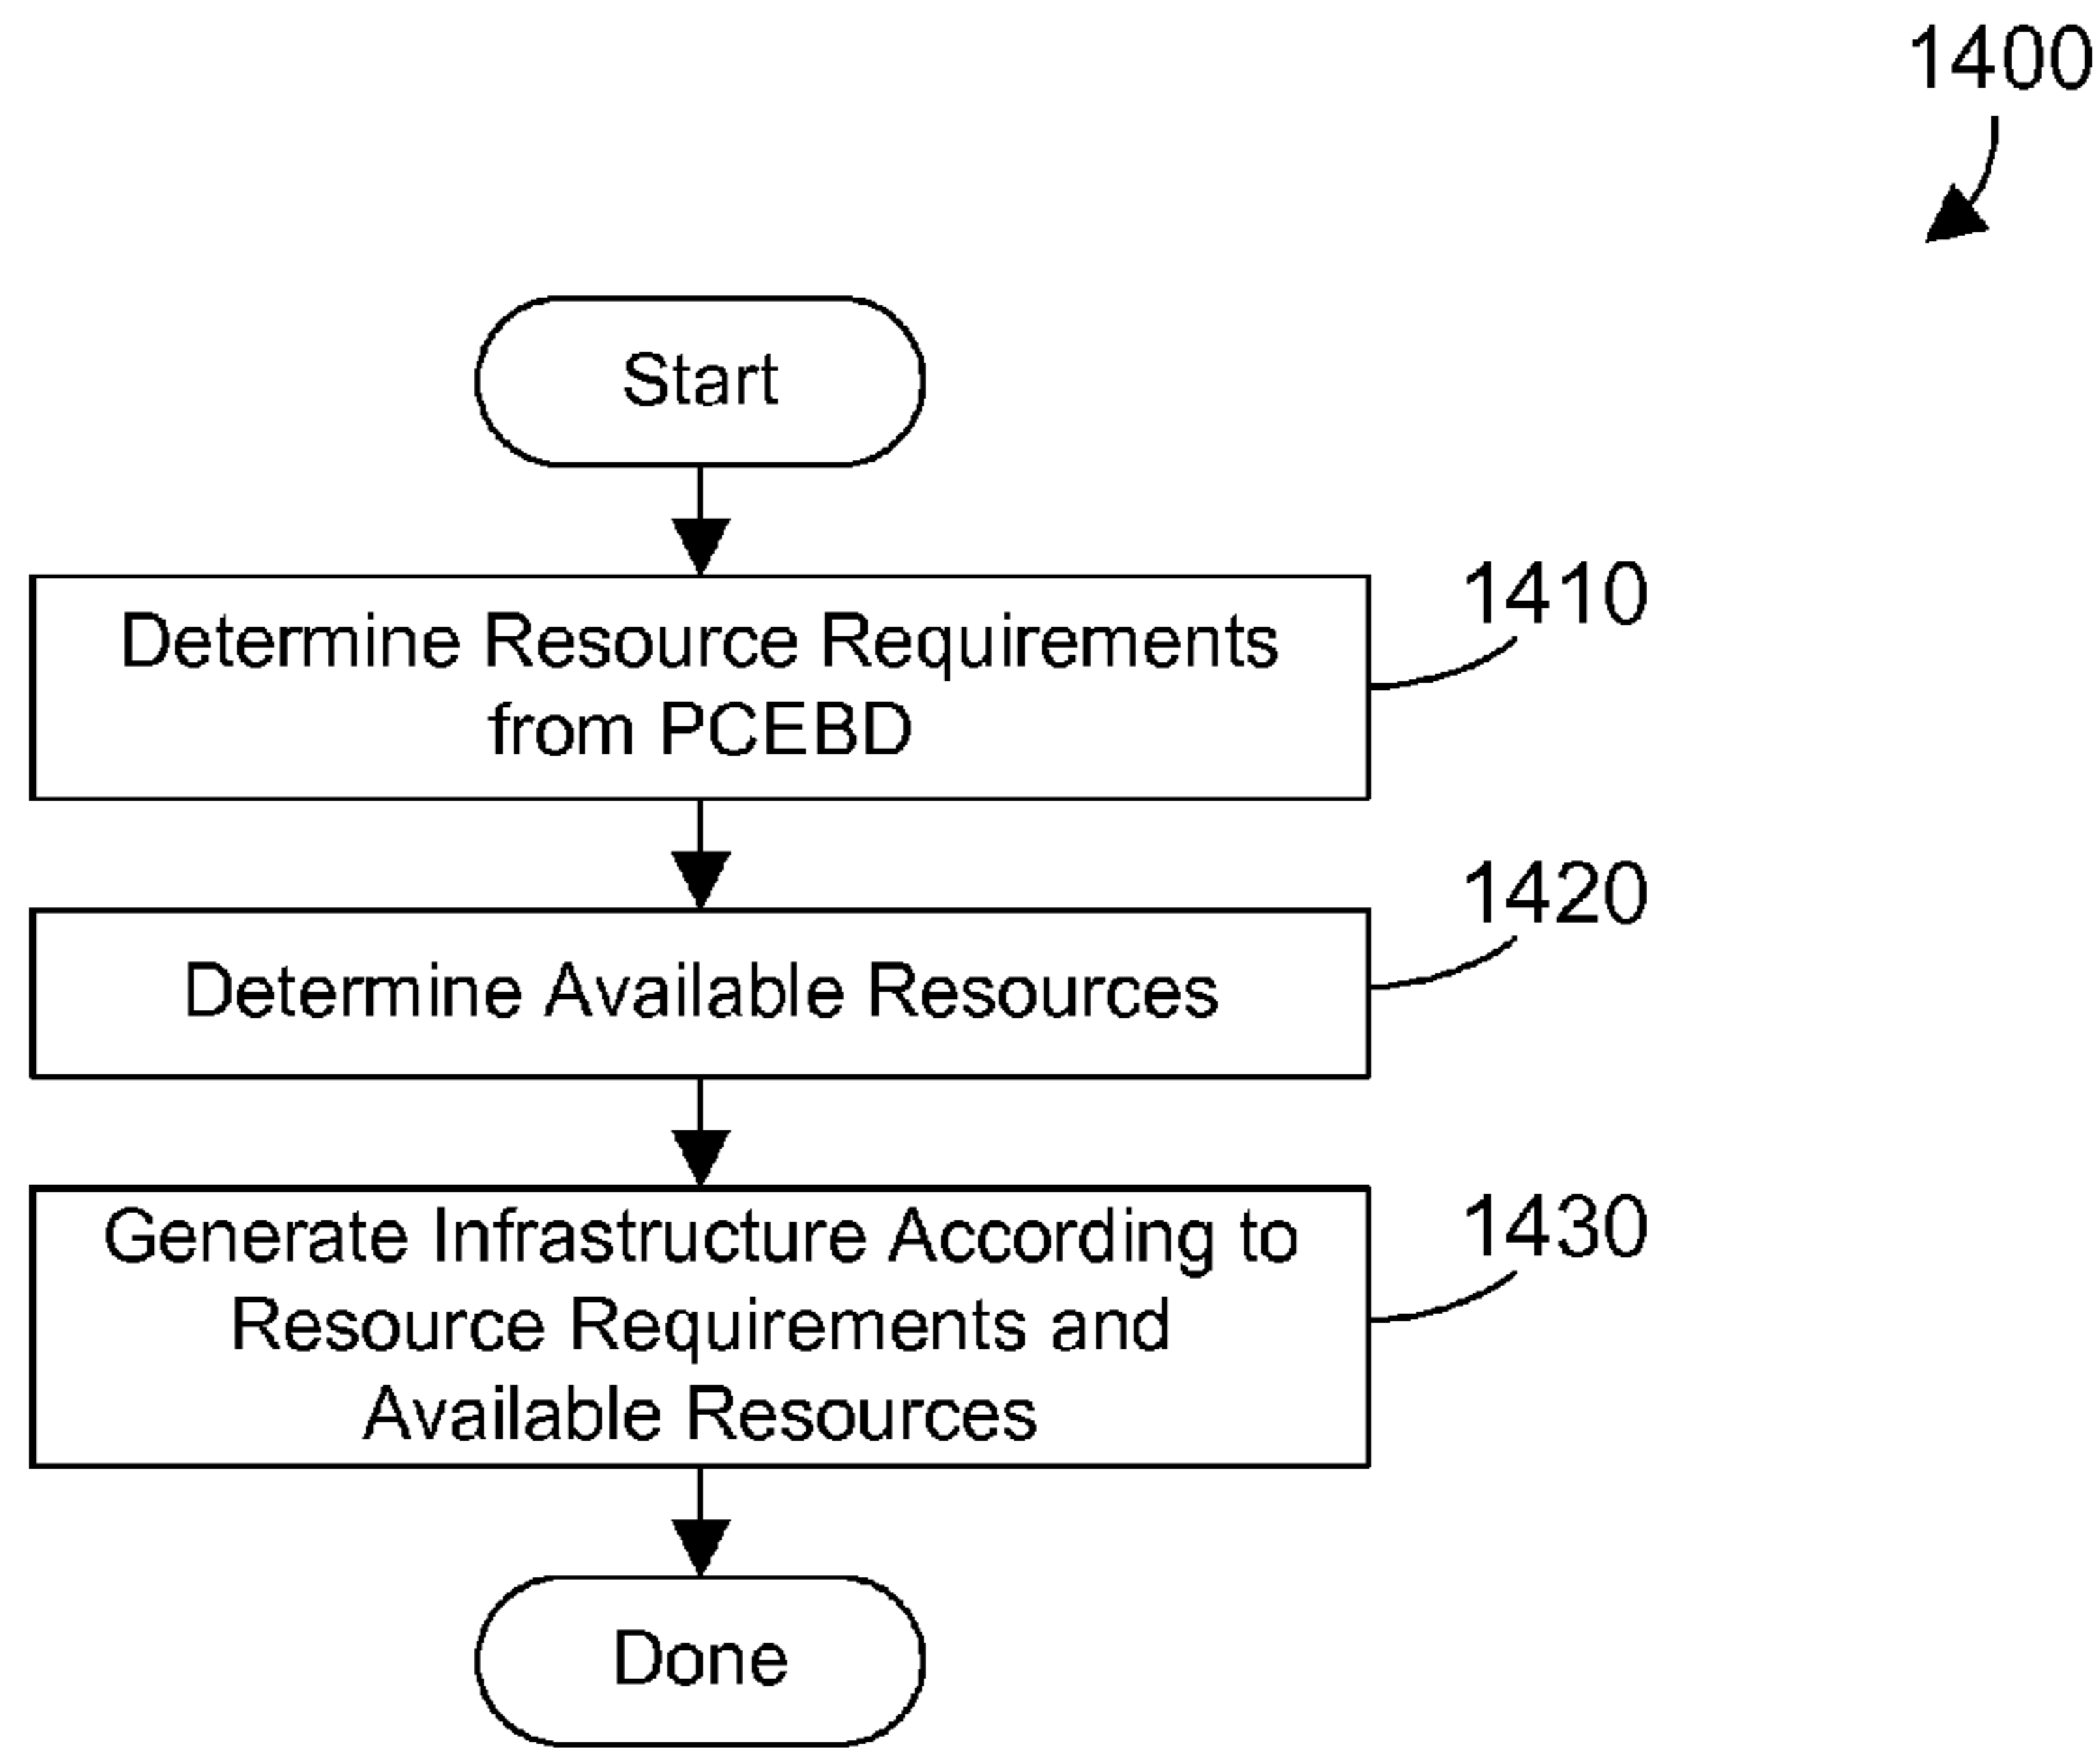 1400
Start
Determine Resource Requirements
from PCEBD
1410
Determine Available Resources
1420
Generate Infrastructure According to
Resource Requirements and
Available Resources
1430
Done